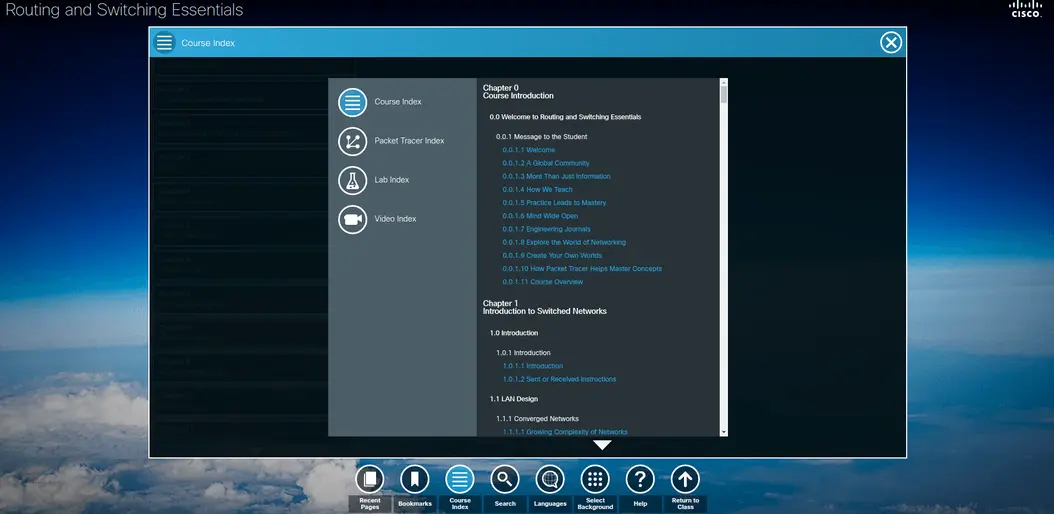 Routing and Switching Essentials
CISCO.
Course Index
Course Index
Packet Tracer Index
Lab Index
Video Index
Chapter 0
Course Introduction
0.0 Welcome to Routing and Switching Essentials
0.0.1 Message to the Student
0.0.1.1 Welcome
0.0.1.2 A Global Community
0.0.1.3 More Than Just Information
0.0.1.4 How We Teach
0.0.1.5 Practice Leads to Mastery
0.0.1.6 Mind Wide Open
0.0.1.7 Engineering Journals
0.0.1.8 Explore the World of Networking
0.0.1.9 Create Your Own Worlds
0.0.1.10 How Packet Tracer Helps Master Concepts
0.0.1.11 Course Overview
Chapter 1
Introduction to Switched Networks
1.0 Introduction
1.0.1 Introduction
1.0.1.1 Introduction
1.0.1.2 Sent or Received Instructions
1.1 LAN Design
1.1.1 Converged Networks
1.1.1.1 Growing Complexity of Networks
Recent
Pages
Bookmarks
Course
Index
Search
Languages
Select
Background
Help
Return to
Class